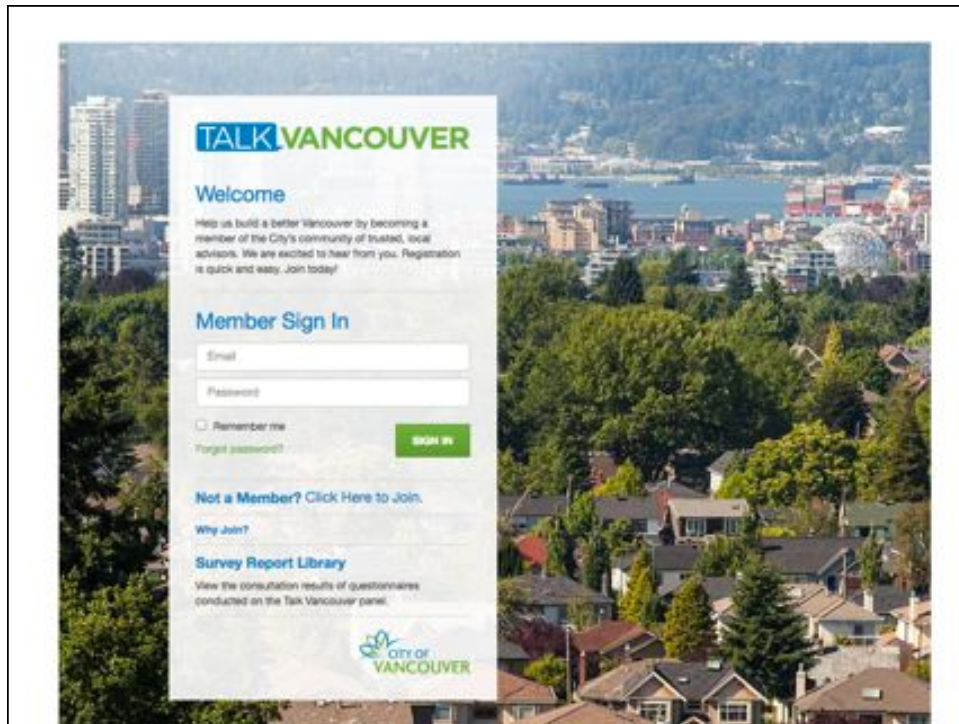 TALK VANCOUVER
Welcome
Help us build a better Vancouver by becoming a
member of the City's community of trusted, local
advisors. We are excited to hear from you. Registration
is quick and easy. Join today!
Member Sign In
Email
Password
Remember me
Forgot password?
SIGN IN
Not a Member? Click Here to Join.
Why Join?
Survey Report Library
View the consultation results of questionnaires
conducted on the Talk Vancouver panel.
CITY OF
VANCOUVER